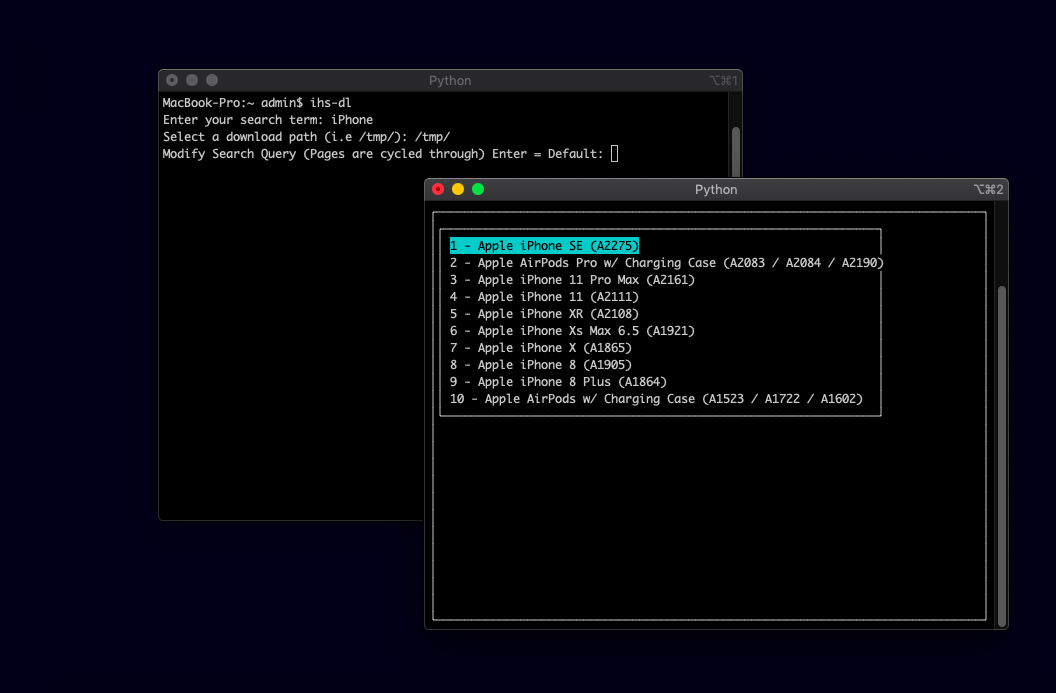 Python
⌥⌘1
MacBook-Pro:~ admin$ ihs-dl
Enter your search term: iPhone
Select a download path (i.e /tmp/): /tmp/
Modify Search Query (Pages are cycled through) Enter = Default:
Python
⌥⌘2
1 - Apple iPhone SE (A2275)
2 - Apple AirPods Pro w/ Charging Case (A2083 / A2084 / A2190)
3 - Apple iPhone 11 Pro Max (A2161)
4 - Apple iPhone 11 (A2111)
5 - Apple iPhone XR (A2108)
6 - Apple iPhone Xs Max 6.5 (A1921)
7 - Apple iPhone X (A1865)
8 - Apple iPhone 8 (A1905)
9 - Apple iPhone 8 Plus (A1864)
10 - Apple AirPods w/ Charging Case (A1523 / A1722 / A1602)